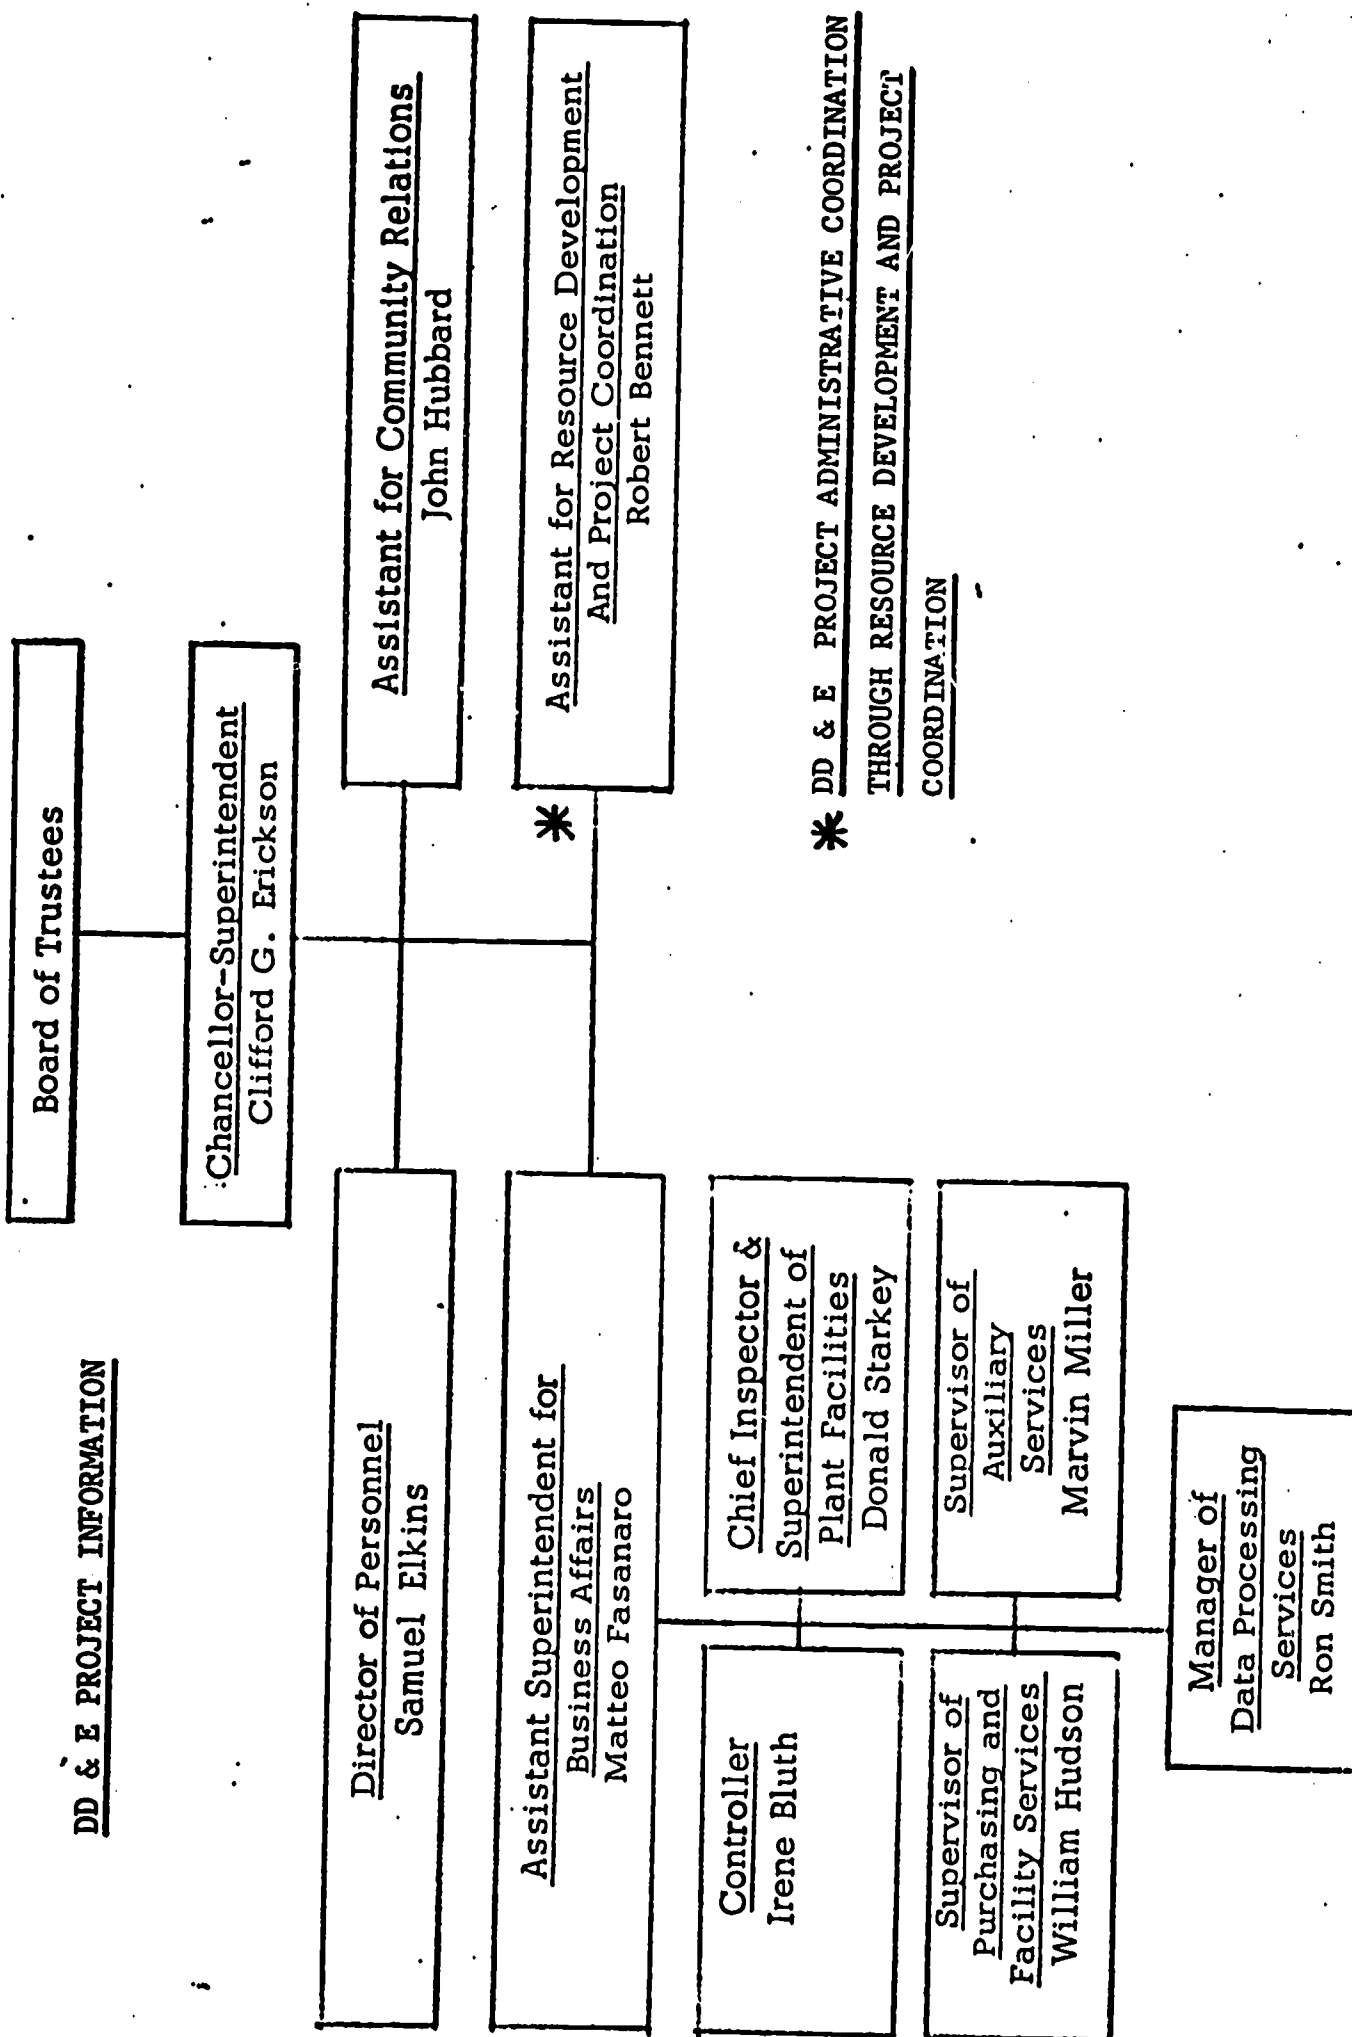 DD & E PROJECT INFORMATION
Board of Trustees
Chancellor-Superintendent
Clifford G. Erickson
Director of Personnel
Samuel Elkins
Assistant for Community Relations
John Hubbard
Assistant Superintendent for
Business Affairs
Matteo Fasanaro
*
Assistant for Resource Development
And Project Coordination
Robert Bennett
Controller
Irene Bluth
Chief Inspector &
Superintendent of
Plant Facilities
Donald Starkey
Supervisor of
Purchasing and
Facility Services
William Hudson
Supervisor of
Auxiliary
Services
Marvin Miller
Manager of
Data Processing
Services
Ron Smith
* DD & E PROJECT ADMINISTRATIVE COORDINATION
THROUGH RESOURCE DEVELOPMENT AND PROJECT
COORDINATION